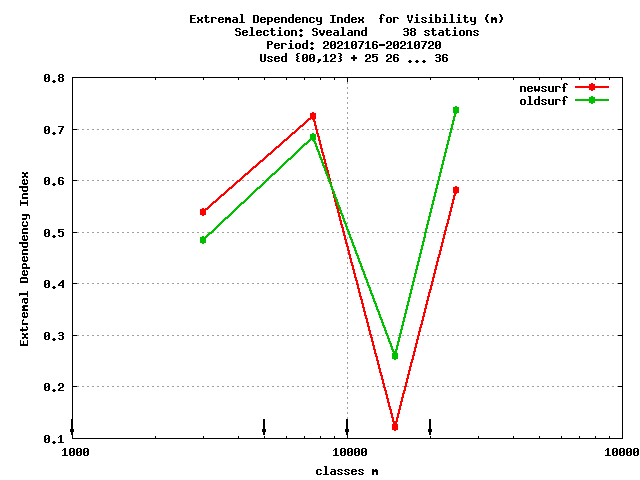 Extremal Dependency Index  for Visibility (m)
Selection: Svealand     38 stations
Period: 20210716-20210720
Used {00,12} + 25 26 ... 36
newsurf
oldsurf
0.8
0.7
0.6
0.5
0.4
0.3
0.2
0.1
Extremal Dependency Index
1000
10000
10000
classes m